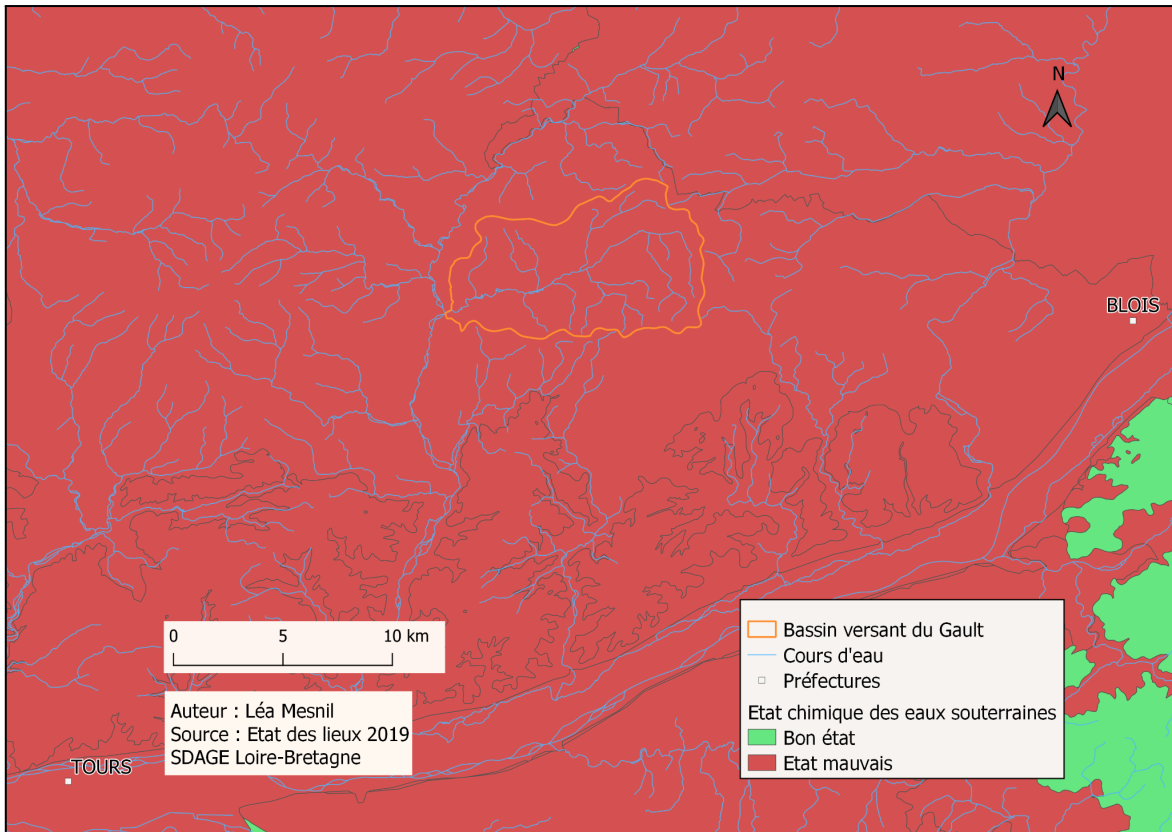 N
BLOIS
0 5 10 km
Bassin versant du Gault
Cours d'eau
Préfectures
Etat chimique des eaux souterraines
Bon état
Etat mauvais
Auteur : Léa Mesnil
Source : Etat des lieux 2019
SDAGE Loire-Bretagne
TOURS